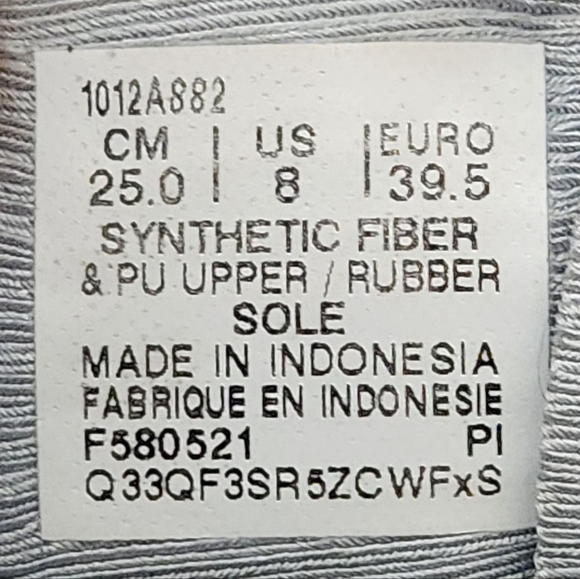 1012A882
CM | US | EURO
25.0 | 8 | 39.5
SYNTHETIC FIBER
& PU UPPER / RUBBER
SOLE
MADE IN INDONESIA
FABRIQUE EN INDONESIE
F580521 PI
Q33QF3SR5ZCWFxS